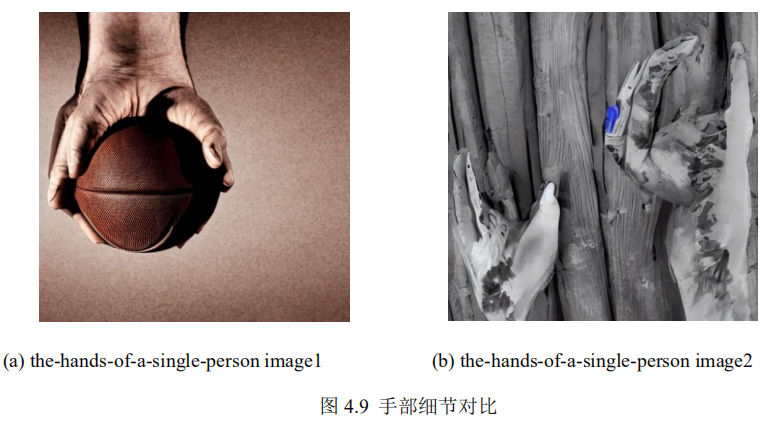 (a) the-hands-of-a-single-person image1
(b) the-hands-of-a-single-person image2
图 4.9 手部细节对比